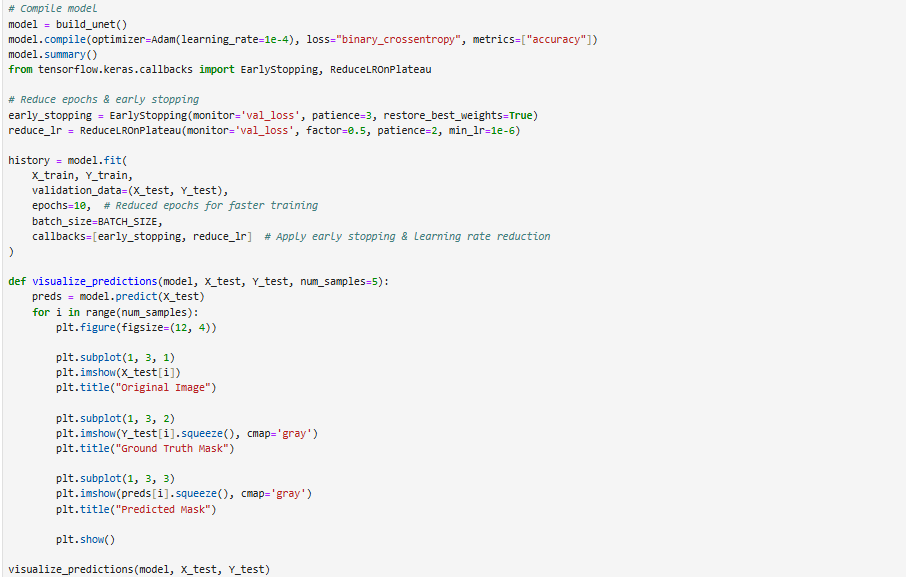 # Compile model
model = build_unet()
model.compile(optimizer=Adam(learning_rate=1e-4), loss="binary_crossentropy", metrics=["accuracy"])
model.summary()
from tensorflow.keras.callbacks import EarlyStopping, ReduceLROnPlateau

# Reduce epochs & early stopping
early_stopping = EarlyStopping(monitor='val_loss', patience=3, restore_best_weights=True)
reduce_lr = ReduceLROnPlateau(monitor='val_loss', factor=0.5, patience=2, min_lr=1e-6)

history = model.fit(
    X_train, Y_train,
    validation_data=(X_test, Y_test),
    epochs=10,  # Reduced epochs for faster training
    batch_size=BATCH_SIZE,
    callbacks=[early_stopping, reduce_lr]  # Apply early stopping & learning rate reduction
)

def visualize_predictions(model, X_test, Y_test, num_samples=5):
    preds = model.predict(X_test)
    for i in range(num_samples):
        plt.figure(figsize=(12, 4))

        plt.subplot(1, 3, 1)
        plt.imshow(X_test[i])
        plt.title("Original Image")

        plt.subplot(1, 3, 2)
        plt.imshow(Y_test[i].squeeze(), cmap='gray')
        plt.title("Ground Truth Mask")

        plt.subplot(1, 3, 3)
        plt.imshow(preds[i].squeeze(), cmap='gray')
        plt.title("Predicted Mask")

        plt.show()

visualize_predictions(model, X_test, Y_test)